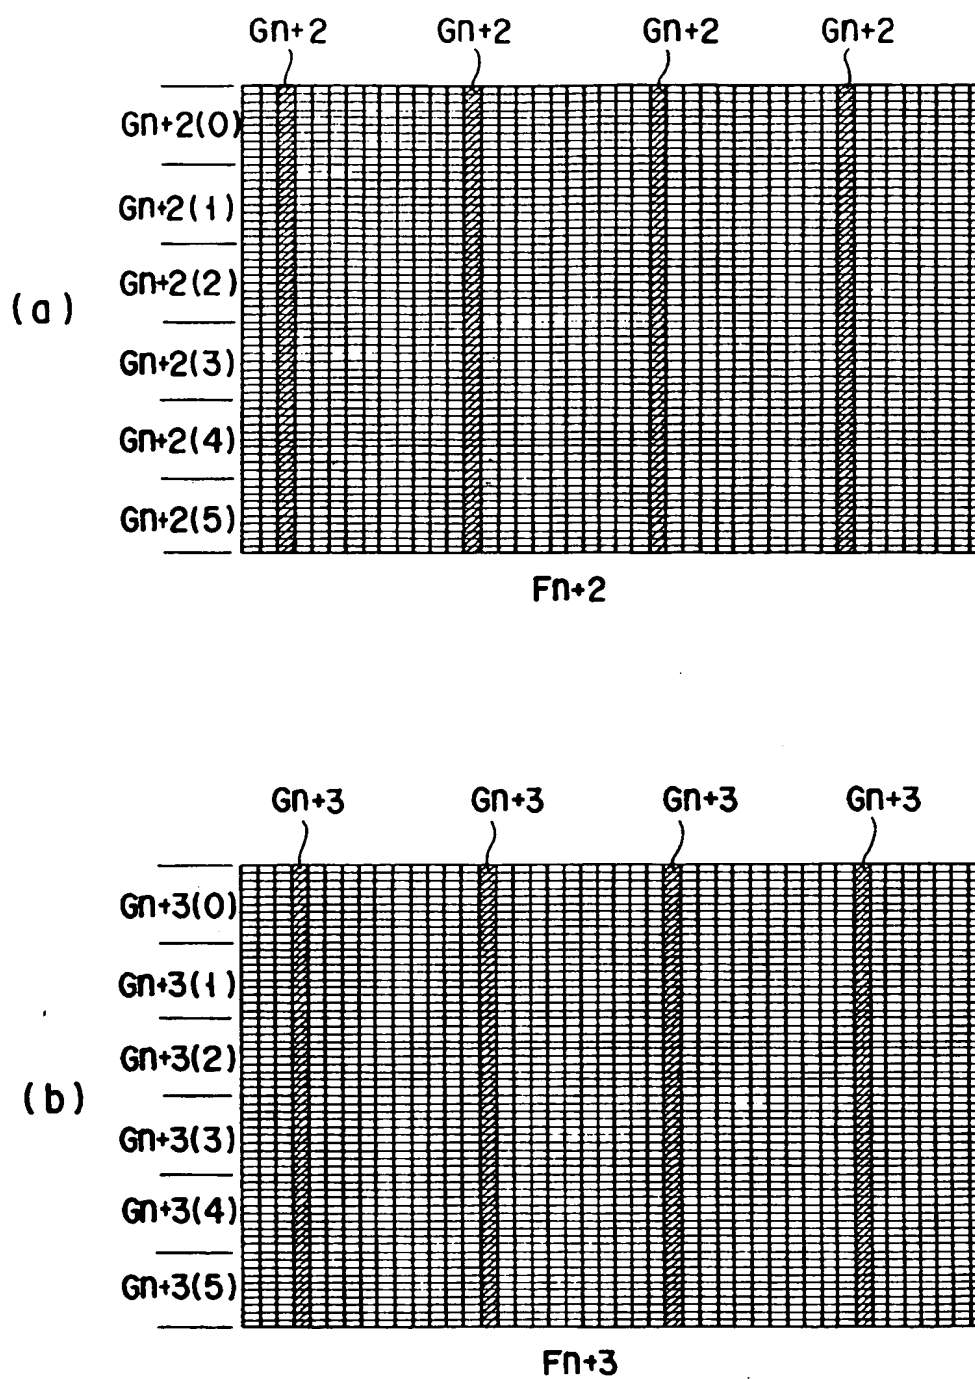 Gn+2 Gn+2 Gn+2 Gn+2
Gn+2(0)
Gn+2(1)
Gn+2(2)
(a)
Gn+2(3)
Gn+2(4)
Gn+2(5)
Fn+2
Gn+3 Gn+3 Gn+3 Gn+3
Gn+3(0)
Gn+3(1)
Gn+3(2)
(b)
Gn+3(3)
Gn+3(4)
Gn+3(5)
Fn+3